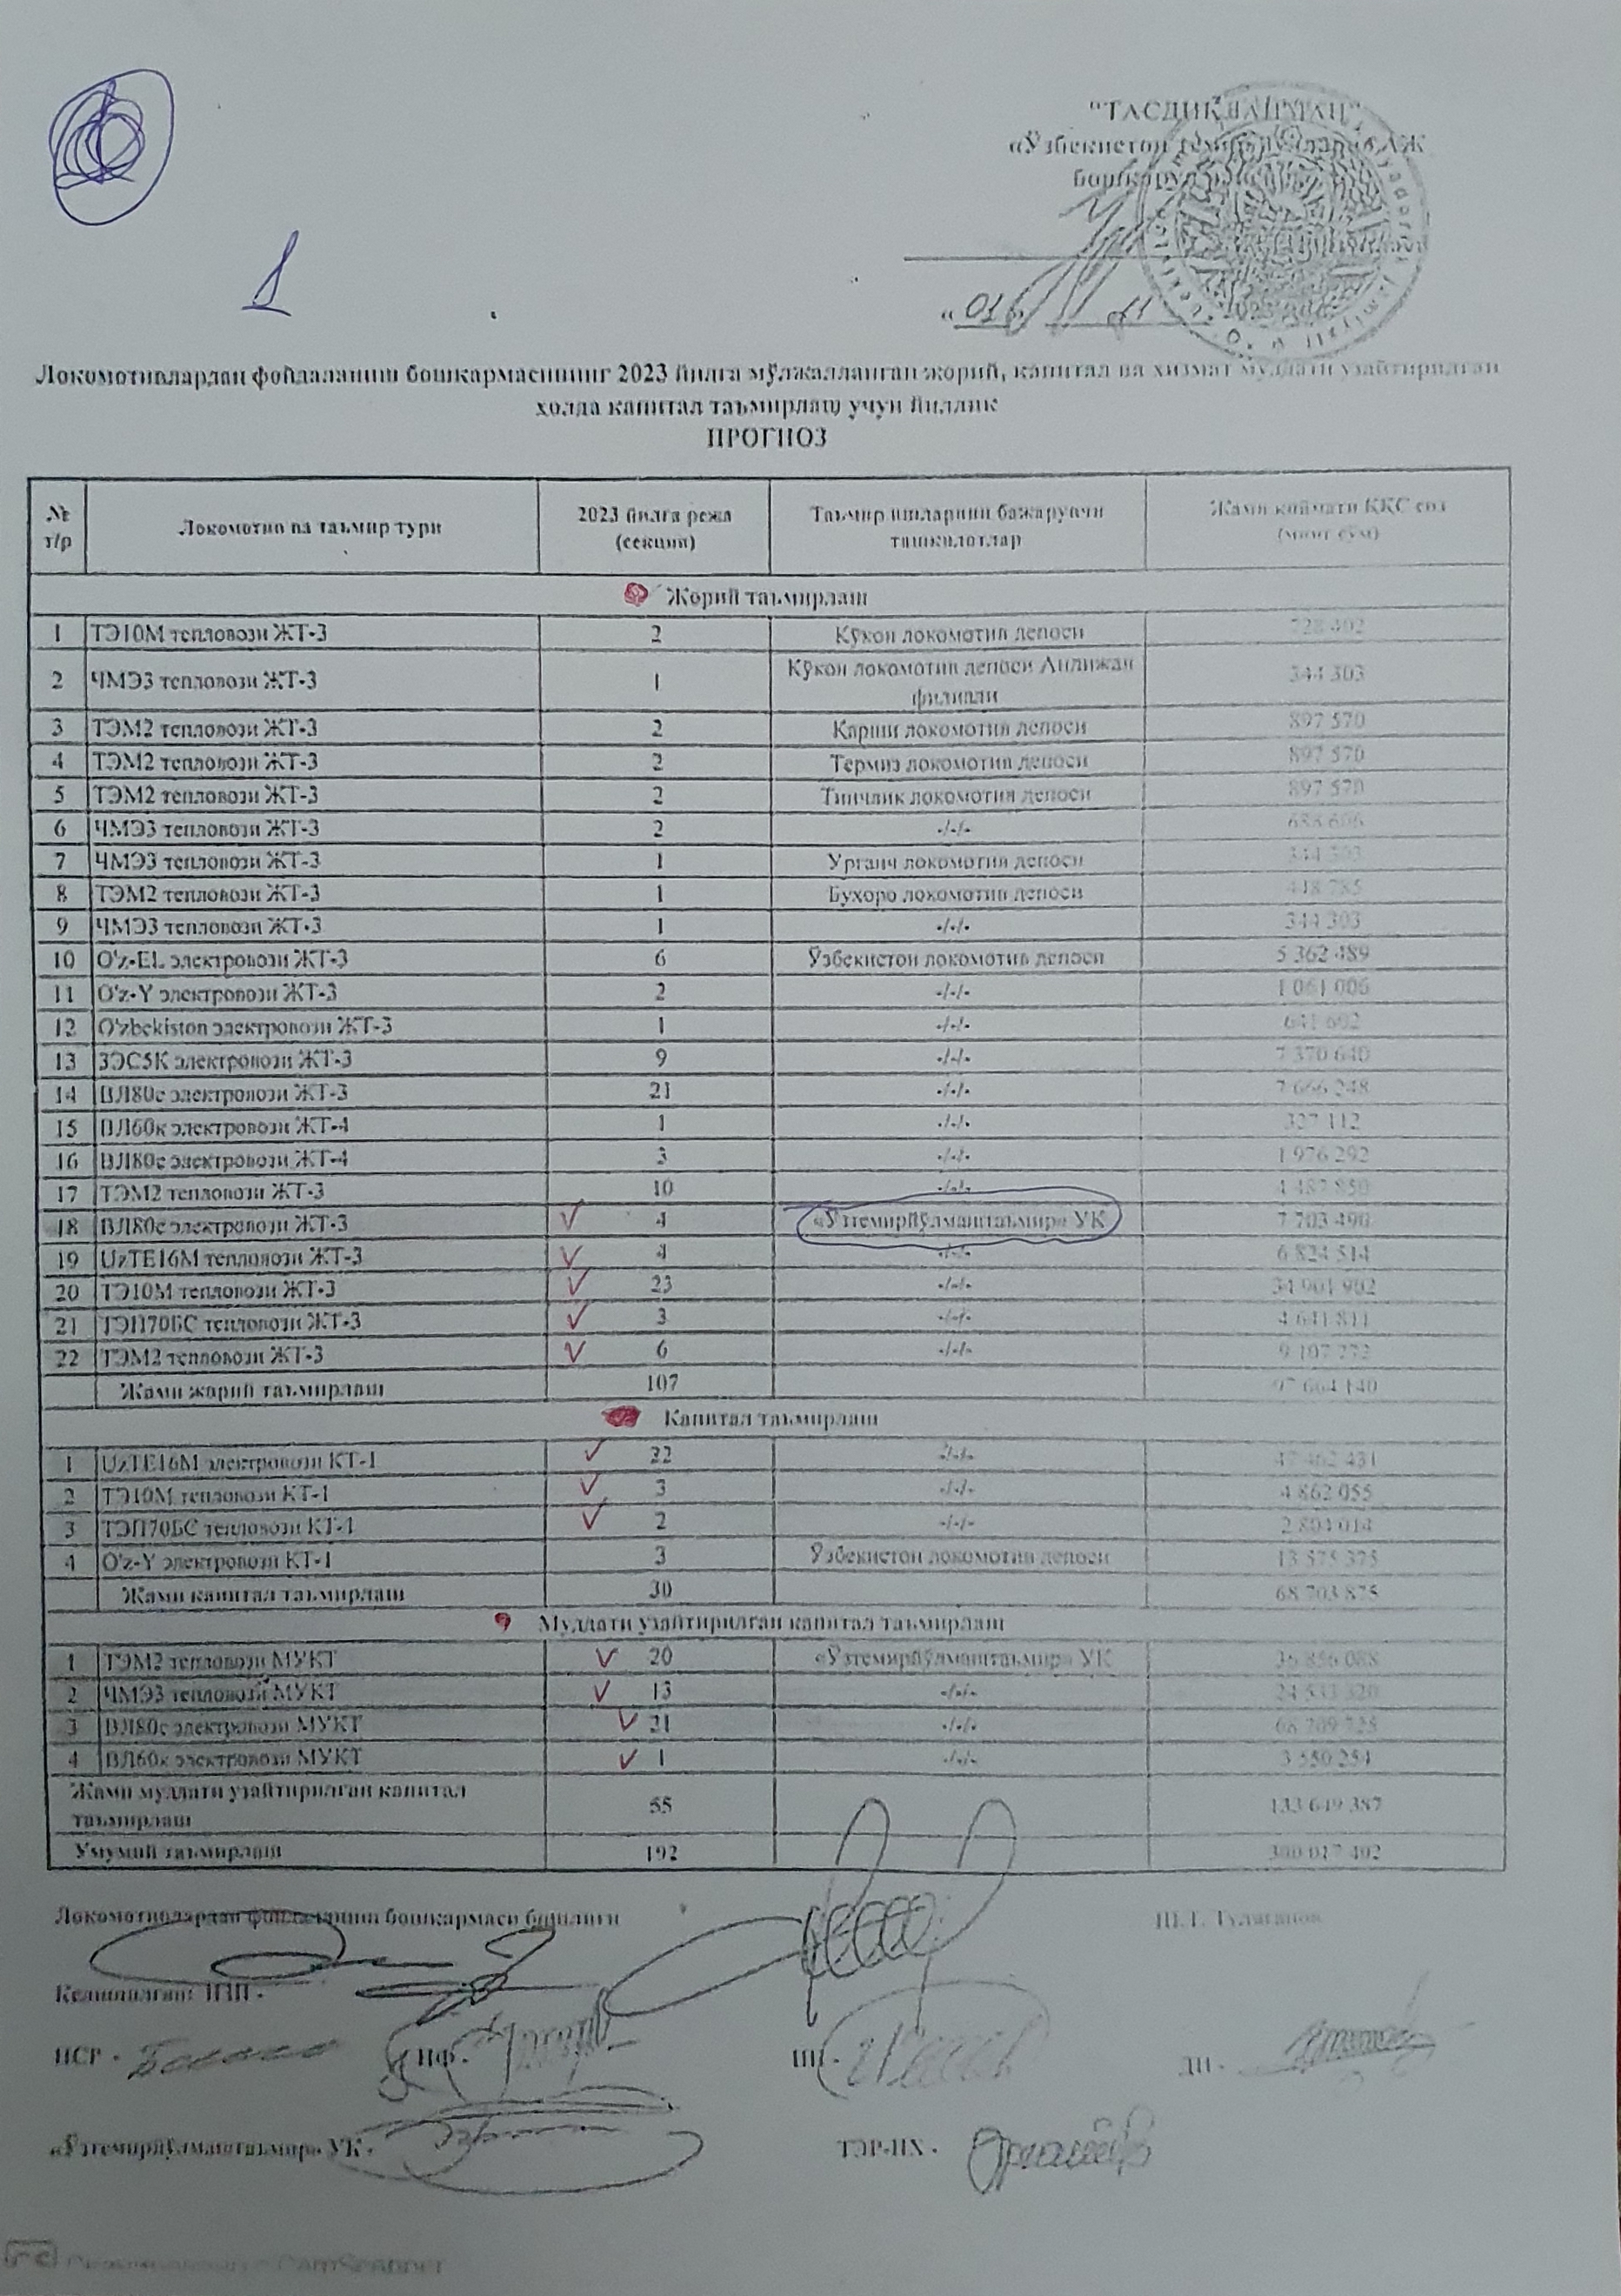 "ТАСДИҚЛАНГАН"
«Ўзбекистон темир йўллари» АЖ
« 01 » 11
Локомотивлардан фойдаланиш бошкармасининг 2023 йилга мўлжалланган жорий, капитал ва хизмат муддати узайтирилган
холда капитал таъмирлаш учун йиллик
ПРОГНОЗ
№ т/р Локомотив ва таъмир тури 2023 йилга режа (секция) Таъмир ишларини бажарувчи ташкилотлар Жами киймати ККС сиз (минг сўм)
Жорий таъмирлаш
1 ТЭ10М тепловози ЖТ-3 2 Кўкон локомотив депоси 728 402
2 ЧМЭ3 тепловози ЖТ-3 1 Кўкон локомотив депоси Андижан филиали 344 303
3 ТЭМ2 тепловози ЖТ-3 2 Карши локомотив депоси 897 570
4 ТЭМ2 тепловози ЖТ-3 2 Термиз локомотив депоси 897 570
5 ТЭМ2 тепловози ЖТ-3 2 Тинчлик локомотив депоси 897 570
6 ЧМЭ3 тепловози ЖТ-3 2 -/-/- 688 606
7 ЧМЭ3 тепловози ЖТ-3 1 Урганч локомотив депоси 344 303
8 ТЭМ2 тепловози ЖТ-3 1 Бухоро локомотив депоси 448 785
9 ЧМЭ3 тепловози ЖТ-3 1 -/-/- 344 303
10 O'z-EL электровози ЖТ-3 6 Ўзбекистон локомотив депоси 5 362 489
11 O'z-Y электровози ЖТ-3 2 -/-/- 1 061 006
12 O'zbekiston электровози ЖТ-3 1 -/-/- 641 602
13 3ЭС5К электровози ЖТ-3 9 -/-/- 7 370 640
14 ВЛ80с электровози ЖТ-3 21 -/-/- 7 666 248
15 ВЛ60к электровози ЖТ-4 1 -/-/- 327 112
16 ВЛ80с электровози ЖТ-4 3 -/-/- 1 976 292
17 ТЭМ2 тепловози ЖТ-3 10 -/-/- 4 487 850
18 ВЛ80с электровози ЖТ-3 4 «Ўзтемирйўлмаштаъмир» УК 7 703 490
19 UzTE16M тепловози ЖТ-3 4 -/-/- 6 824 514
20 ТЭ10М тепловози ЖТ-3 23 -/-/- 34 901 902
21 ТЭП70БС тепловози ЖТ-3 3 -/-/- 4 641 811
22 ТЭМ2 тепловози ЖТ-3 6 -/-/- 9 107 272
Жами жорий таъмирлаш 107 97 664 140
Капитал таъмирлаш
1 UzTE16M электровози КТ-1 22 -/-/- 47 462 431
2 ТЭ10М тепловози КТ-1 3 -/-/- 4 862 055
3 ТЭП70БС тепловози КТ-1 2 -/-/- 2 804 014
4 O'z-Y электровози КТ-1 3 Ўзбекистон локомотив депоси 13 575 375
Жами капитал таъмирлаш 30 68 703 875
Муддати узайтирилган капитал таъмирлаш
1 ТЭМ2 тепловози МУКТ 20 «Ўзтемирйўлмаштаъмир» УК 36 856 088
2 ЧМЭ3 тепловози МУКТ 13 -/-/- 24 533 320
3 ВЛ80с электровози МУКТ 21 -/-/- 68 709 725
4 ВЛ60к электровози МУКТ 1 -/-/- 3 550 254
Жами муддати узайтирилган капитал таъмирлаш 55 133 649 387
Умумий таъмирлаш 192 300 017 402
Локомотивлардан фойдаланиш бошкармаси бошлиғи Ш.Т. Тулаганов
Келишилган: НЗП -
НСР - НФ - ДН -
«Ўзтемирйўлмаштаъмир» УК - ТЭР-НХ -
CamScanner